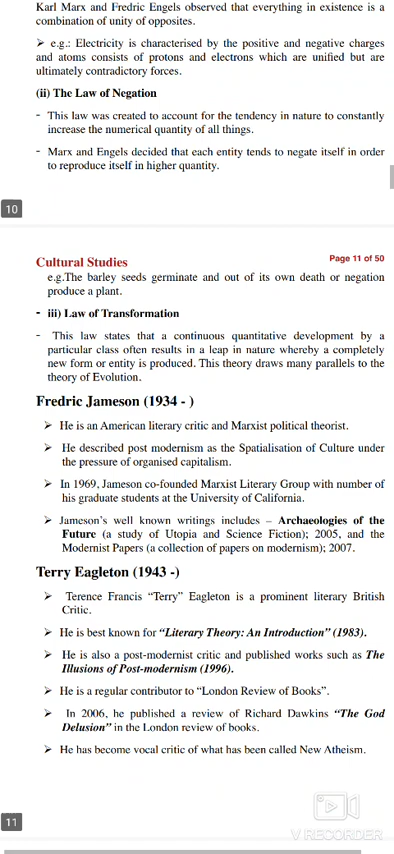 Karl Marx and Fredric Engels observed that everything in existence is a
combination of unity of opposites.
➢ e.g.: Electricity is characterised by the positive and negative charges
and atoms consists of protons and electrons which are unified but are
ultimately contradictory forces.
(ii) The Law of Negation
- This law was created to account for the tendency in nature to constantly
increase the numerical quantity of all things.
- Marx and Engels decided that each entity tends to negate itself in order
to reproduce itself in higher quantity.
10
Cultural Studies
Page 11 of 50
e.g.The barley seeds germinate and out of its own death or negation
produce a plant.
- iii) Law of Transformation
- This law states that a continuous quantitative development by a
particular class often results in a leap in nature whereby a completely
new form or entity is produced. This theory draws many parallels to the
theory of Evolution.
Fredric Jameson (1934 - )
➢ He is an American literary critic and Marxist political theorist.
➢ He described post modernism as the Spatialisation of Culture under
the pressure of organised capitalism.
➢ In 1969, Jameson co-founded Marxist Literary Group with number of
his graduate students at the University of California.
➢ Jameson's well known writings includes – Archaeologies of the
Future (a study of Utopia and Science Fiction); 2005, and the
Modernist Papers (a collection of papers on modernism); 2007.
Terry Eagleton (1943 -)
➢ Terence Francis “Terry” Eagleton is a prominent literary British
Critic.
➢ He is best known for “Literary Theory: An Introduction” (1983).
➢ He is also a post-modernist critic and published works such as The
Illusions of Post-modernism (1996).
➢ He is a regular contributor to “London Review of Books”.
➢ In 2006, he published a review of Richard Dawkins “The God
Delusion” in the London review of books.
➢ He has become vocal critic of what has been called New Atheism.
11
V RECORDER